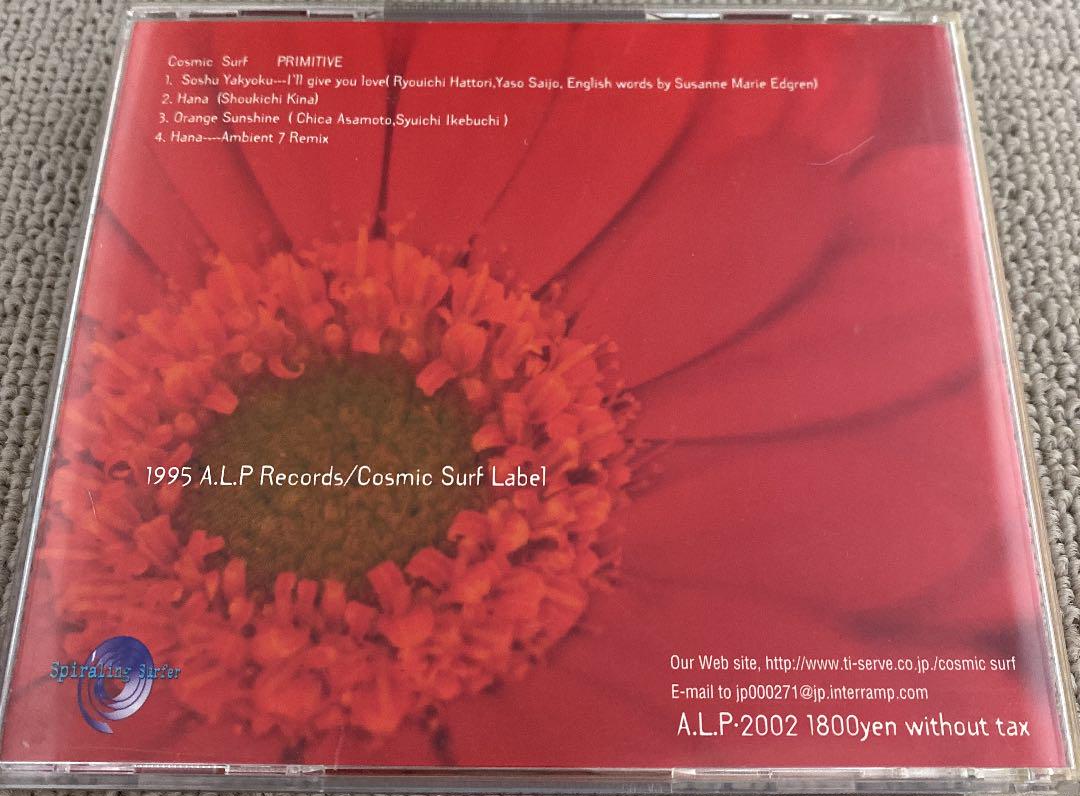 Cosmic Surf PRIMITIVE
1. Soshu Yakyoku---I'll give you love( Ryouichi Hattori,Yaso Saijo, English words by Susanne Marie Edgren)
2. Hana (Shoukichi Kina)
3. Orange Sunshine ( Chica Asamoto,Syuichi Ikebuchi )
4. Hana----Ambient 7 Remix
1995 A.L.P Records/Cosmic Surf Label
Spiraling Surfer
Our Web site, http://www.ti-serve.co.jp./cosmic surf
E-mail to jp000271@jp.interramp.com
A.L.P·2002 1800yen without tax